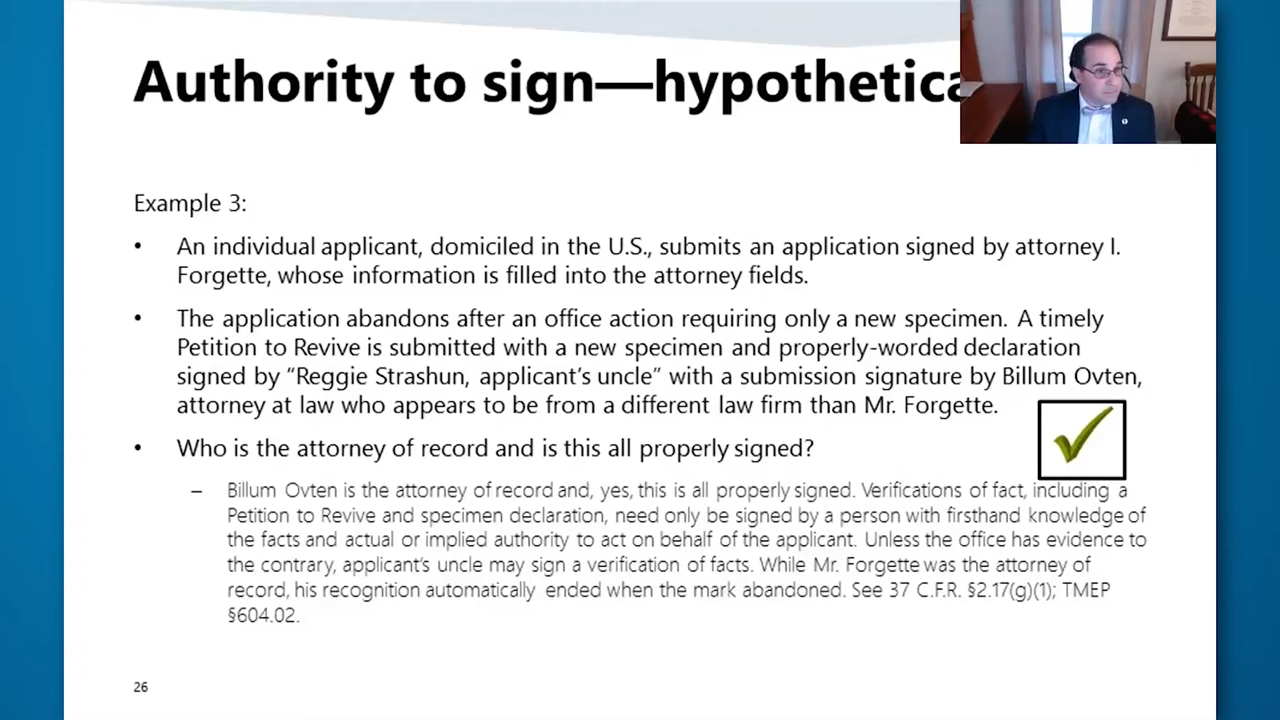 Authority to sign—hypothetica
Example 3:
• An individual applicant, domiciled in the U.S., submits an application signed by attorney I.
Forgette, whose information is filled into the attorney fields.
• The application abandons after an office action requiring only a new specimen. A timely
Petition to Revive is submitted with a new specimen and properly-worded declaration
signed by “Reggie Strashun, applicant’s uncle” with a submission signature by Billum Ovten,
attorney at law who appears to be from a different law firm than Mr. Forgette.
• Who is the attorney of record and is this all properly signed?
– Billum Ovten is the attorney of record and, yes, this is all properly signed. Verifications of fact, including a
Petition to Revive and specimen declaration, need only be signed by a person with firsthand knowledge of
the facts and actual or implied authority to act on behalf of the applicant. Unless the office has evidence to
the contrary, applicant’s uncle may sign a verification of facts. While Mr. Forgette was the attorney of
record, his recognition automatically ended when the mark abandoned. See 37 C.F.R. §2.17(g)(1); TMEP
§604.02.
26